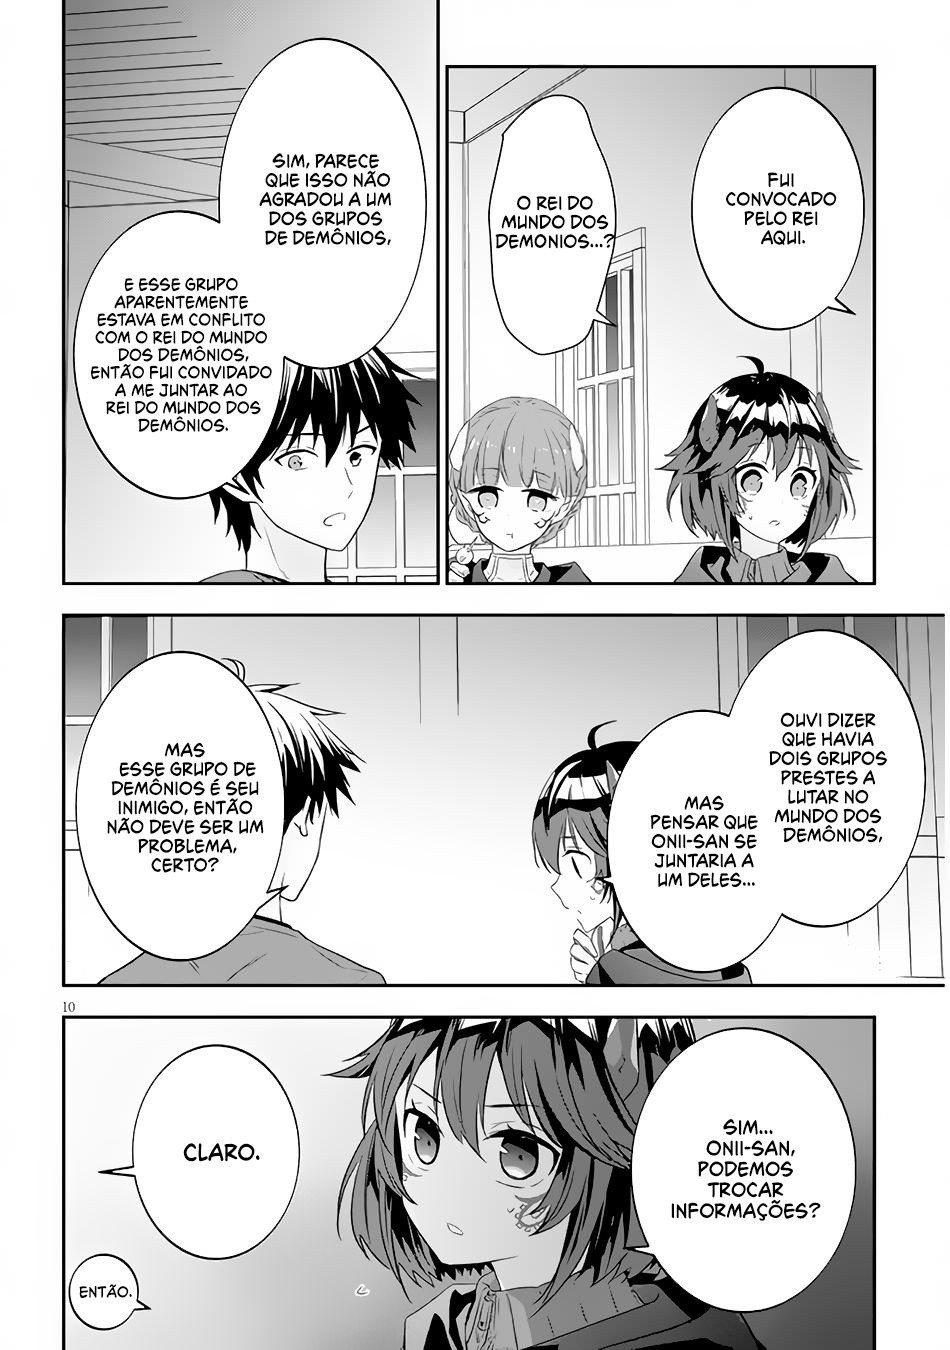 FUI
CONVOCADO
PELO REI
AQUI.
O REI DO
MUNDO DOS
DEMONIOS...?
SIM, PARECE
QUE ISSO NÃO
AGRADOU A UM
DOS GRUPOS
DE DEMÔNIOS,
E ESSE GRUPO
APARENTEMENTE
ESTAVA EM CONFLITO
COM O REI DO MUNDO
DOS DEMÔNIOS,
ENTÃO FUI CONVIDADO
A ME JUNTAR AO
REI DO MUNDO DOS
DEMÔNIOS.
OUVI DIZER
QUE HAVIA
DOIS GRUPOS
PRESTES A
LUTAR NO
MUNDO DOS
DEMÔNIOS,
MAS
PENSAR QUE
ONII-SAN SE
JUNTARIA A
UM DELES...
MAS
ESSE GRUPO DE
DEMÔNIOS É SEU
INIMIGO, ENTÃO
NÃO DEVE SER UM
PROBLEMA,
CERTO?
10
SIM...
ONII-SAN,
PODEMOS
TROCAR
INFORMAÇÕES?
CLARO.
ENTÃO.